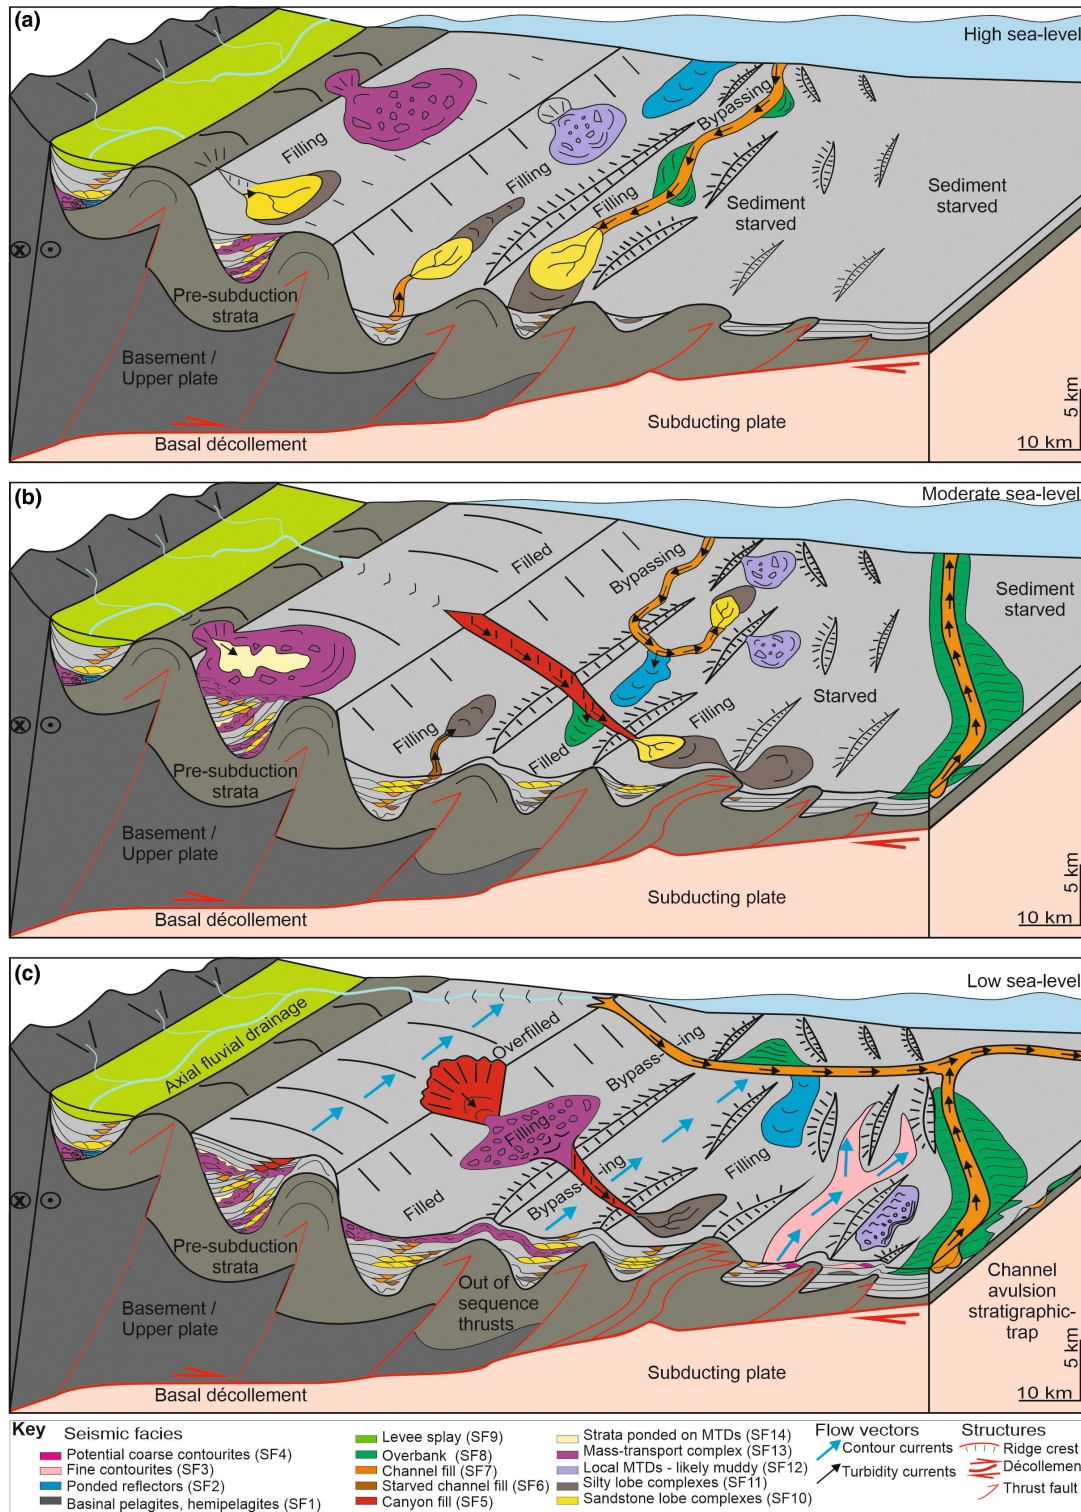 (a)
High sea-level
Bypassing
Filling
Filling
Filling
Sediment
starved
Sediment
starved
Pre-subduction
strata
Basement /
Upper plate
Basal décollement
Subducting plate
5 km
10 km
(b)
Moderate sea-level
Filled
Bypassing
Sediment
starved
Starved
Filling
Filling
Filled
Pre-subduction
strata
Basement /
Upper plate
Basal décollement
Subducting plate
5 km
10 km
(c)
Low sea-level
Axial fluvial drainage
Overfilled
Bypass-ing
Filling
Filling
Bypass-ing
Filled
Pre-subduction
strata
Out of
sequence
thrusts
Channel
avulsion
stratigraphic-
trap
Basement /
Upper plate
Basal décollement
Subducting plate
5 km
10 km
Key
Seismic facies
Potential coarse contourites (SF4)
Fine contourites (SF3)
Ponded reflectors (SF2)
Basinal pelagites, hemipelagites (SF1)
Levee splay (SF9)
Overbank (SF8)
Channel fill (SF7)
Starved channel fill (SF6)
Canyon fill (SF5)
Strata ponded on MTDs (SF14)
Mass-transport complex (SF13)
Local MTDs - likely muddy (SF12)
Silty lobe complexes (SF11)
Sandstone lobe complexes (SF10)
Flow vectors
Contour currents
Turbidity currents
Structures
Ridge crest
Décollement
Thrust fault